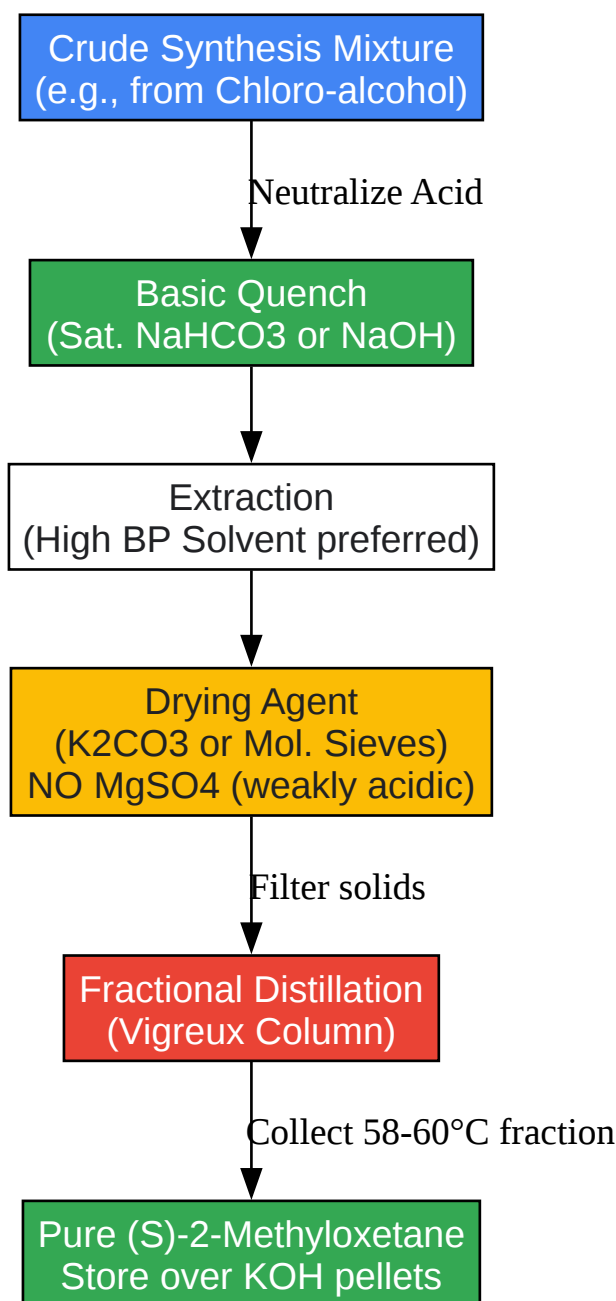 Crude Synthesis Mixture
(e.g., from Chloro-alcohol)
Neutralize Acid
Basic Quench
(Sat. NaHCO3 or NaOH)
Extraction
(High BP Solvent preferred)
Drying Agent
(K2CO3 or Mol. Sieves)
NO MgSO4 (weakly acidic)
Filter solids
Fractional Distillation
(Vigreux Column)
Collect 58-60°C fraction
Pure (S)-2-Methyloxetane
Store over KOH pellets